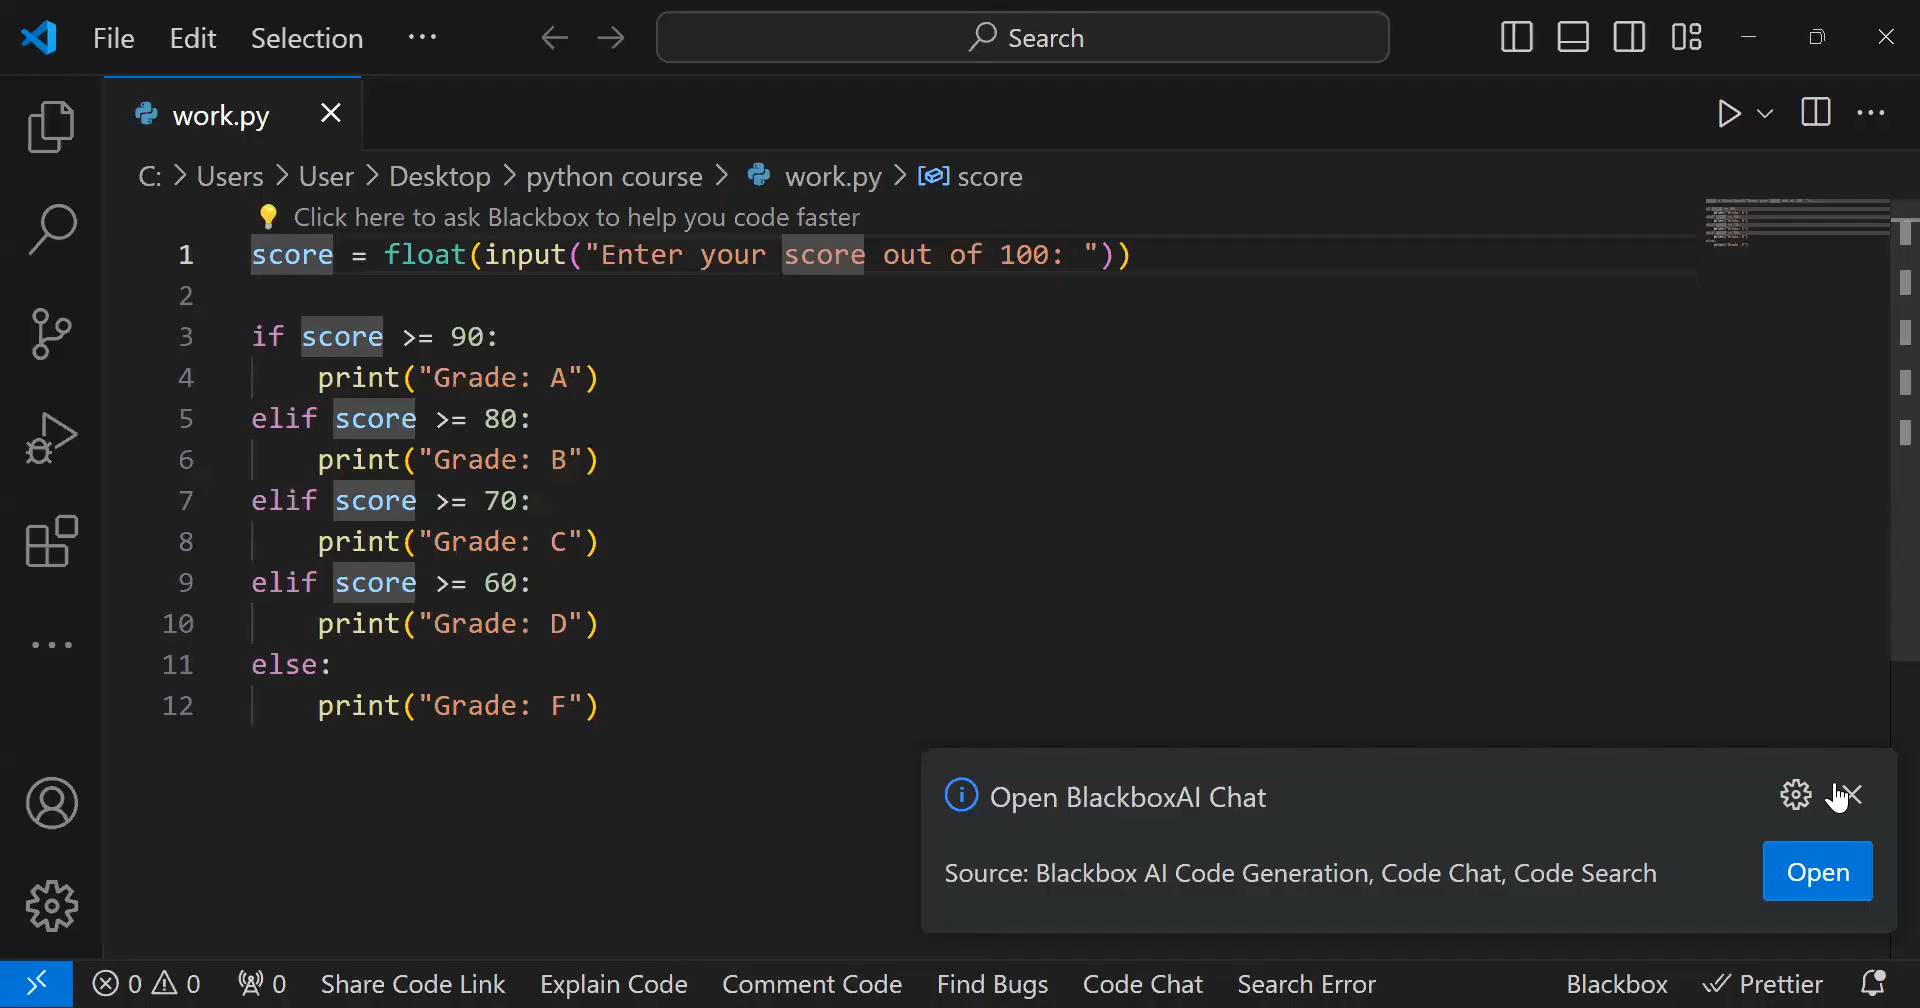 File Edit Selection ··· Search
work.py
C: > Users > User > Desktop > python course > work.py > score
Click here to ask Blackbox to help you code faster
1 score = float(input("Enter your score out of 100: "))
2
3 if score >= 90:
4 print("Grade: A")
5 elif score >= 80:
6 print("Grade: B")
7 elif score >= 70:
8 print("Grade: C")
9 elif score >= 60:
10 print("Grade: D")
11 else:
12 print("Grade: F")
Open BlackboxAI Chat
Source: Blackbox AI Code Generation, Code Chat, Code Search Open
0 0 0 Share Code Link Explain Code Comment Code Find Bugs Code Chat Search Error Blackbox Prettier